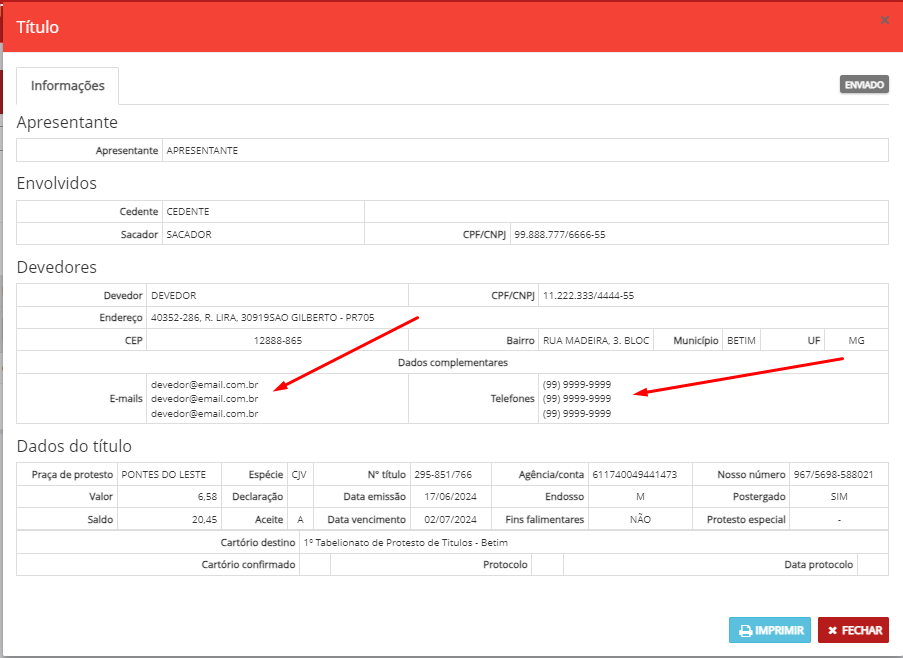 Título
×
Informações
ENVIADO
Apresentante
Apresentante APRESENTANTE
Envolvidos
Cedente CEDENTE
Sacador SACADOR CPF/CNPJ 99.888.777/6666-55
Devedores
Devedor DEVEDOR CPF/CNPJ 11.222.333/4444-55
Endereço 40352-286, R. LIRA, 30919SAO GILBERTO - PR705
CEP 12888-865 Bairro RUA MADEIRA, 3. BLOC Município BETIM UF MG
Dados complementares
E-mails devedor@email.com.br
devedor@email.com.br
devedor@email.com.br
Telefones (99) 9999-9999
(99) 9999-9999
(99) 9999-9999
Dados do título
Praça de protesto PONTES DO LESTE Espécie CJV Nº título 295-851/766 Agência/conta 611740049441473 Nosso número 967/5698-588021
Valor 6,58 Declaração Data emissão 17/06/2024 Endosso M Postergado SIM
Saldo 20,45 Aceite A Data vencimento 02/07/2024 Fins falimentares NÃO Protesto especial -
Cartório destino 1º Tabelionato de Protesto de Titulos - Betim
Cartório confirmado Protocolo Data protocolo
IMPRIMIR
× FECHAR